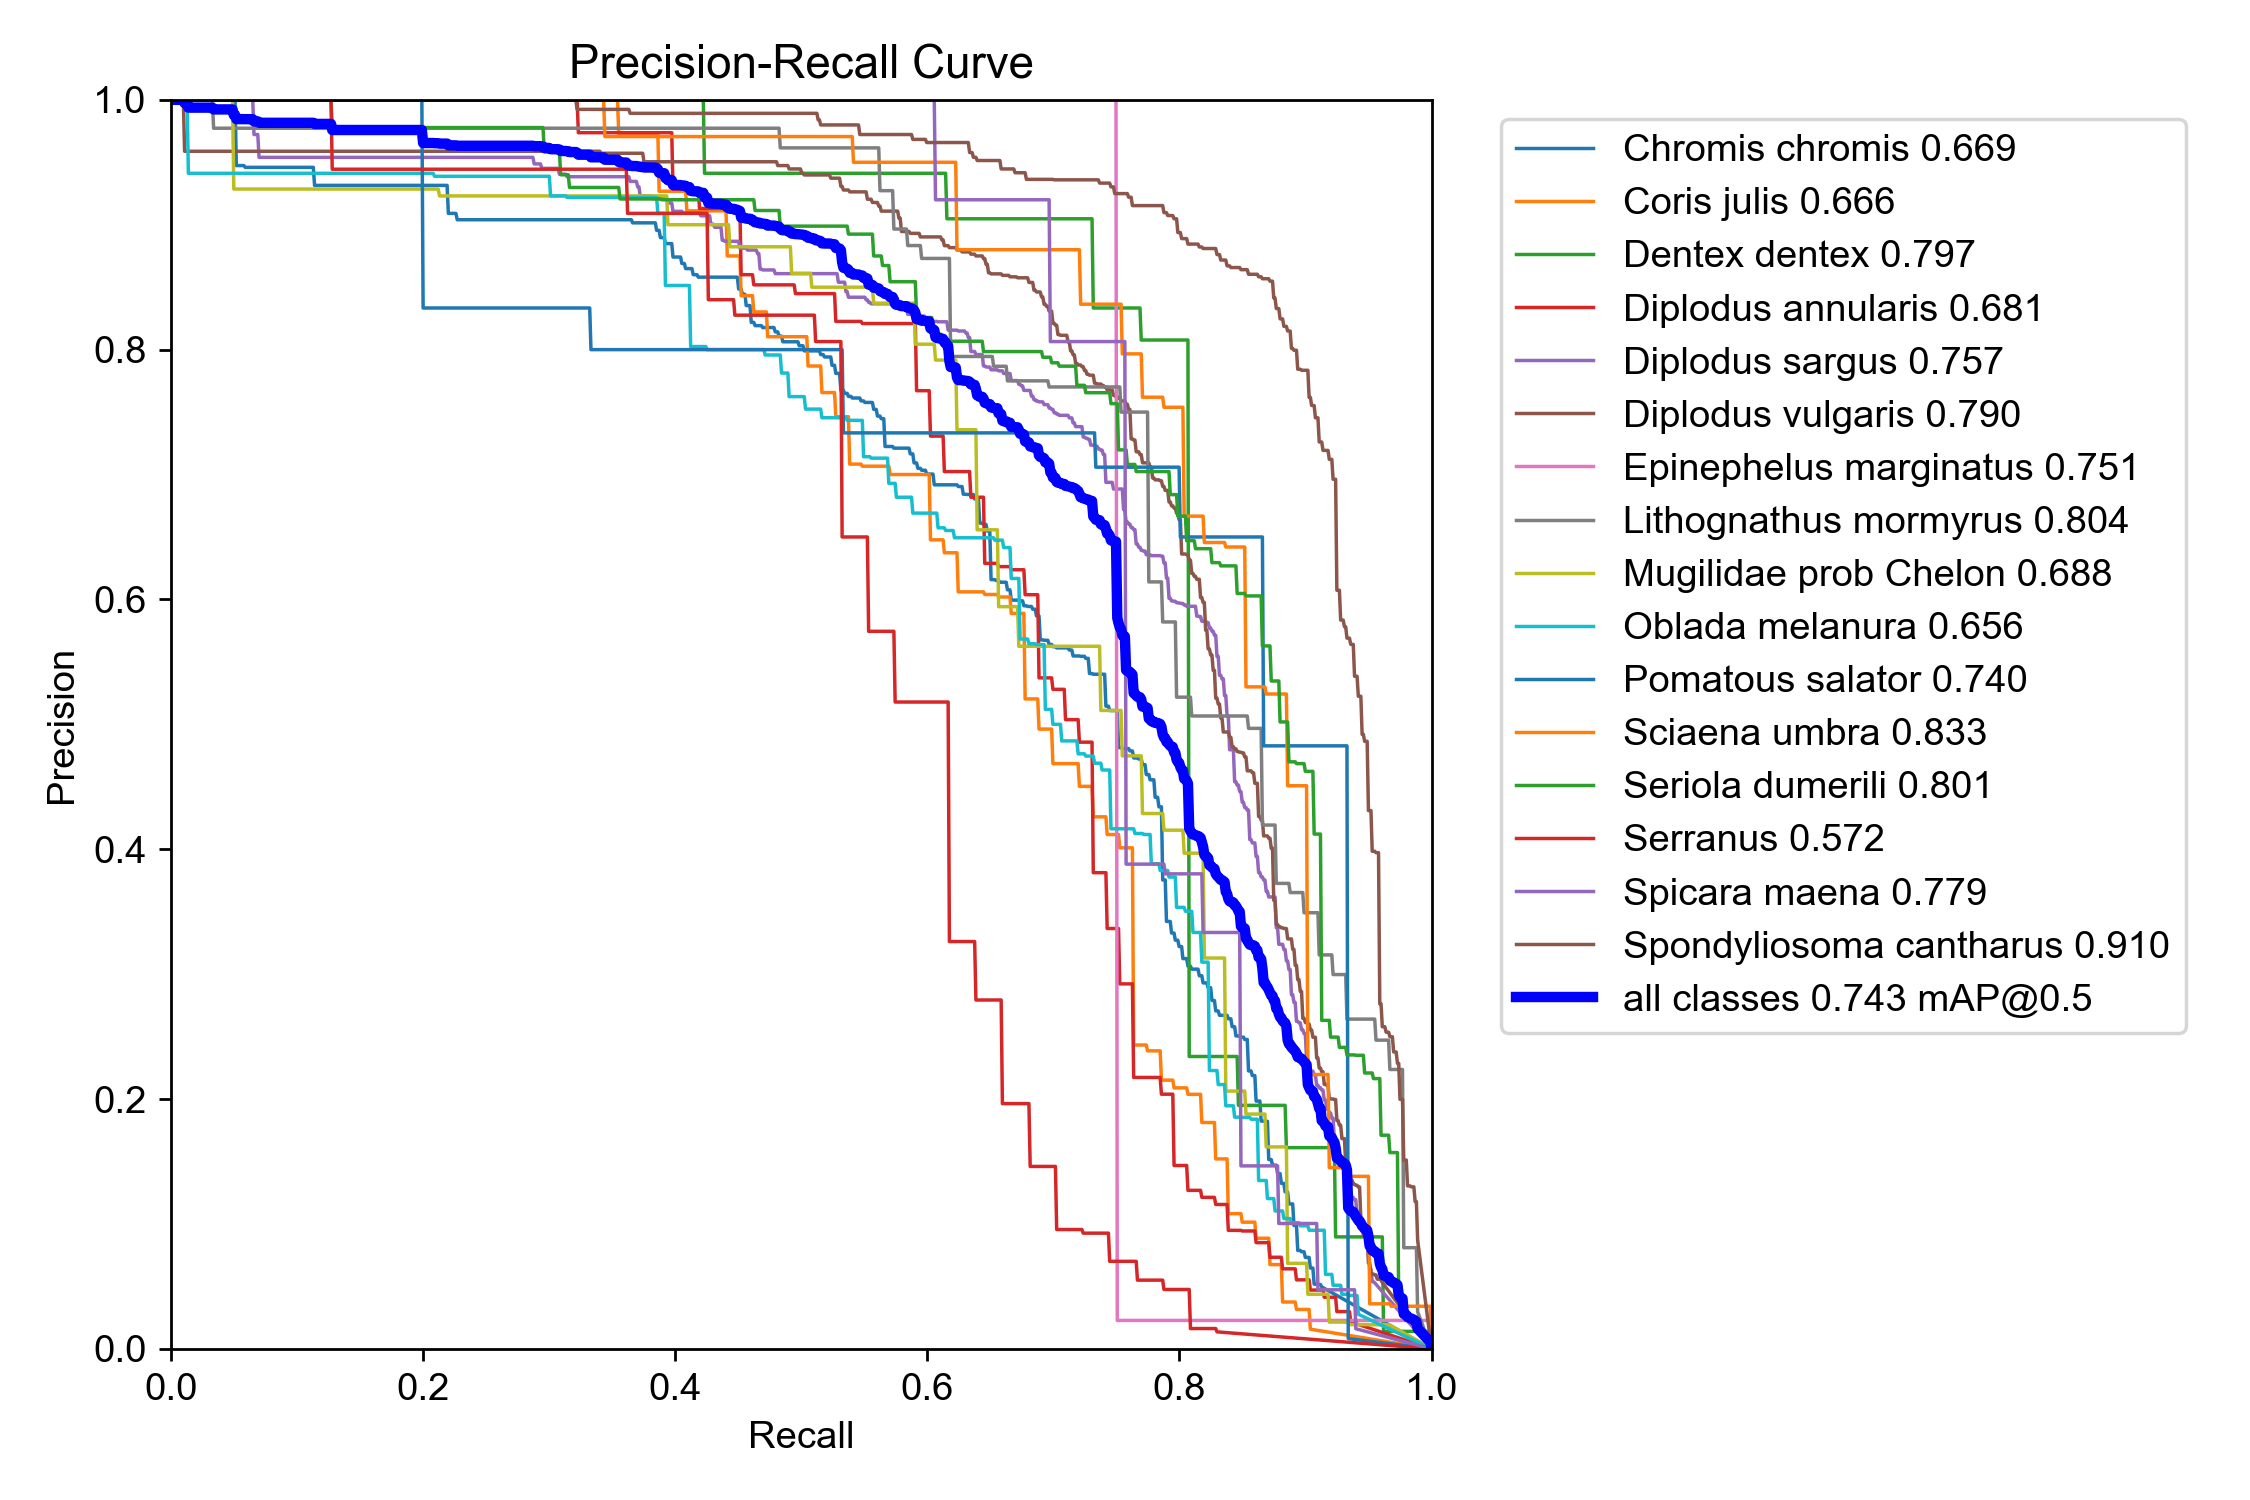 Precision-Recall Curve
1.0
0.8
0.6
0.4
0.2
0.0
Precision
0.0 0.2 0.4 0.6 0.8 1.0
Recall
Chromis chromis 0.669
Coris julis 0.666
Dentex dentex 0.797
Diplodus annularis 0.681
Diplodus sargus 0.757
Diplodus vulgaris 0.790
Epinephelus marginatus 0.751
Lithognathus mormyrus 0.804
Mugilidae prob Chelon 0.688
Oblada melanura 0.656
Pomatous salator 0.740
Sciaena umbra 0.833
Seriola dumerili 0.801
Serranus 0.572
Spicara maena 0.779
Spondyliosoma cantharus 0.910
all classes 0.743 mAP@0.5